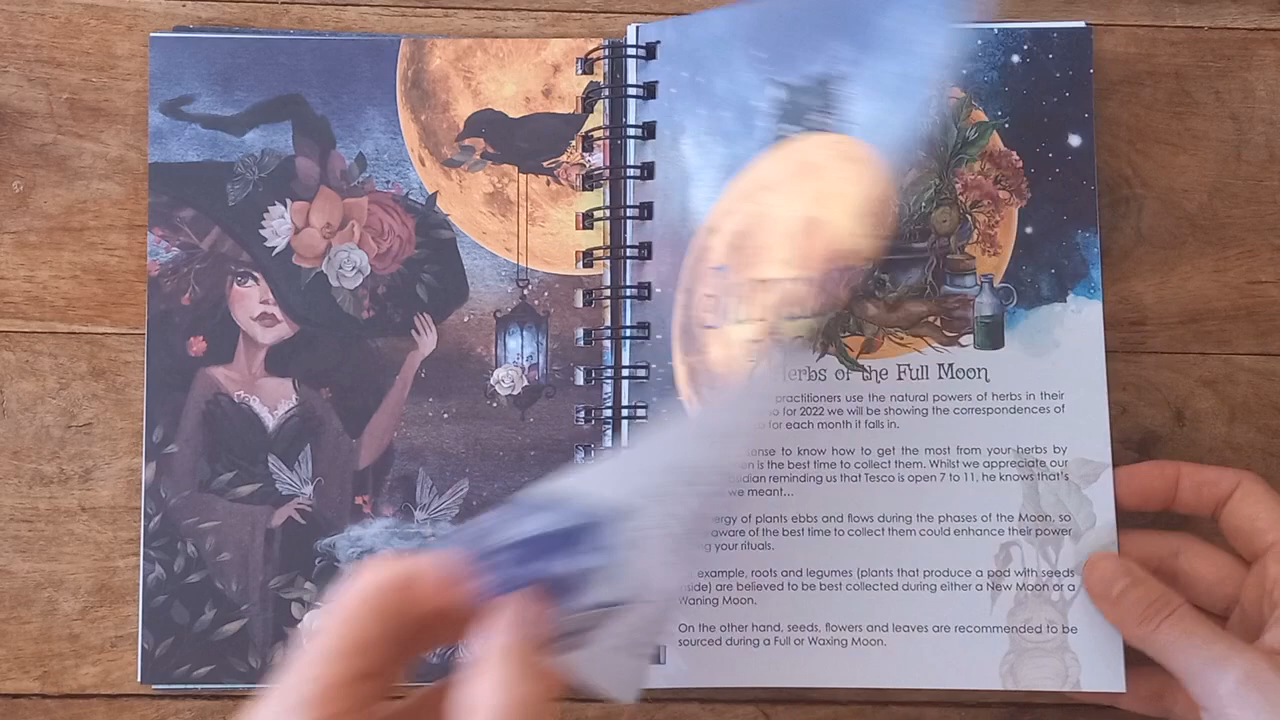 Herbs of the Full Moon
practitioners use the natural powers of herbs in their
for 2022 we will be showing the correspondences of
for each month it falls in.
to know how to get the most from your herbs by
is the best time to collect them. Whilst we appreciate our
reminding us that Tesco is open 7 to 11, he knows that's
we meant...
of plants ebbs and flows during the phases of the Moon, so
aware of the best time to collect them could enhance their power
your rituals.
example, roots and legumes (plants that produce a pod with seeds
inside) are believed to be best collected during either a New Moon or a
Waning Moon.
On the other hand, seeds, flowers and leaves are recommended to be
sourced during a Full or Waxing Moon.